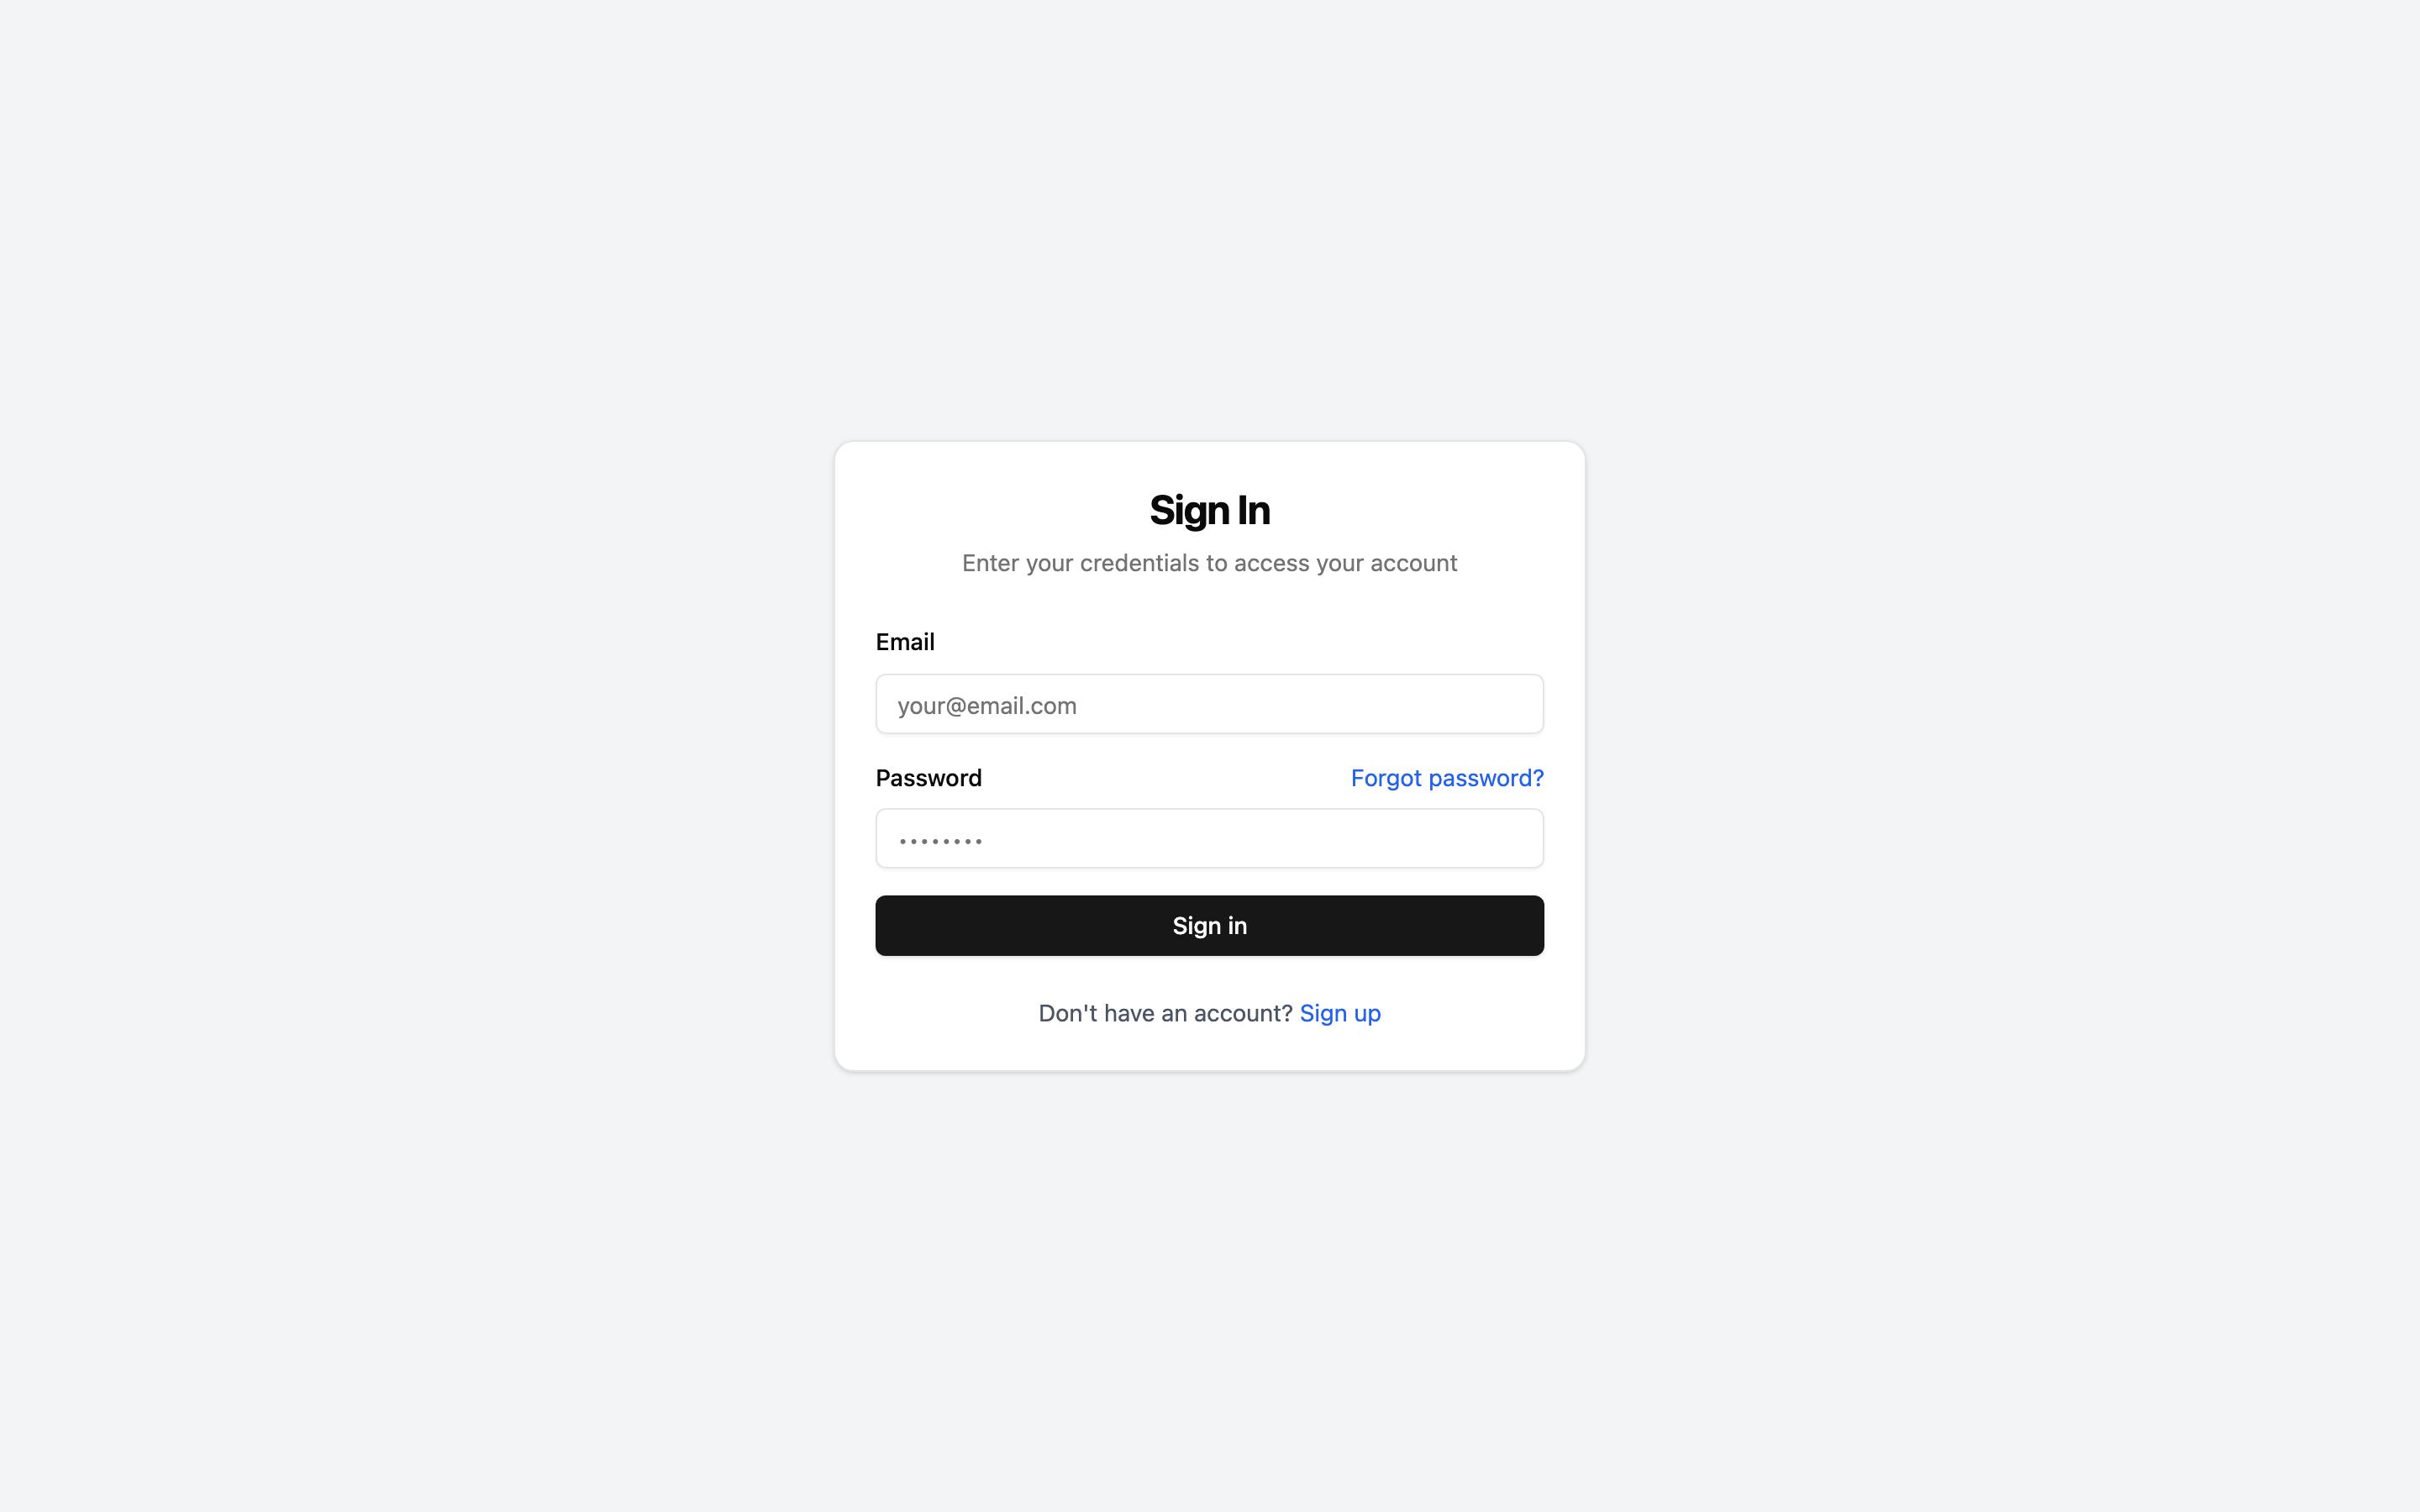 Sign In
Enter your credentials to access your account
Email
your@email.com
Password Forgot password?
••••••••
Sign in
Don't have an account? Sign up